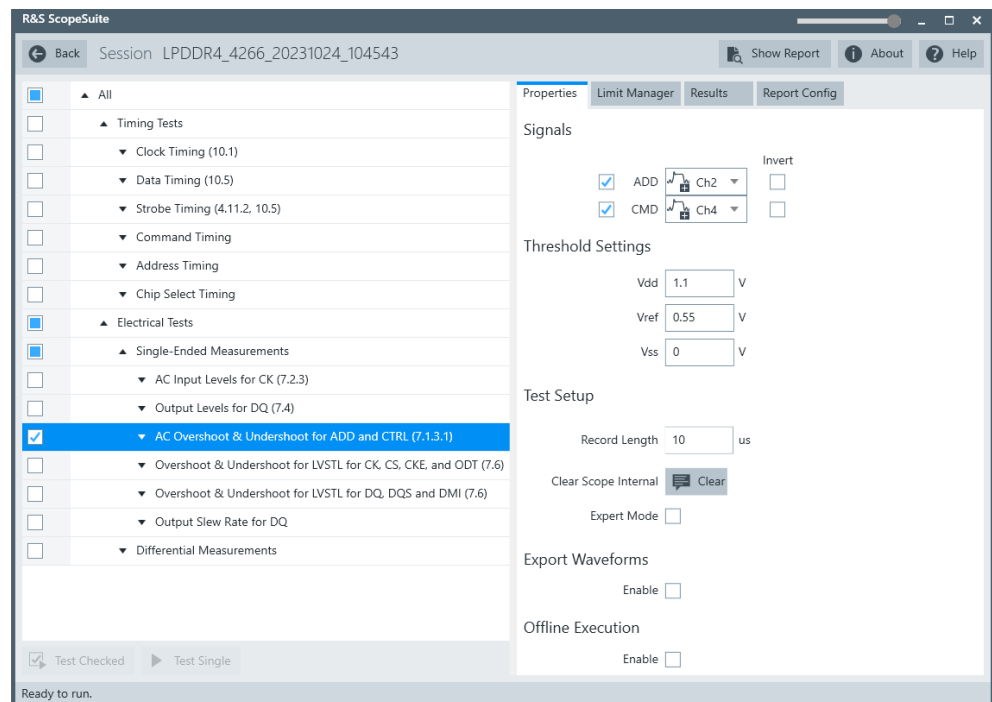 R&S ScopeSuite
Back Session LPDDR4_4266_20231024_104543 Show Report About Help
All
Timing Tests
Clock Timing (10.1)
Data Timing (10.5)
Strobe Timing (4.11.2, 10.5)
Command Timing
Address Timing
Chip Select Timing
Electrical Tests
Single-Ended Measurements
AC Input Levels for CK (7.2.3)
Output Levels for DQ (7.4)
AC Overshoot & Undershoot for ADD and CTRL (7.1.3.1)
Overshoot & Undershoot for LVSTL for CK, CS, CKE, and ODT (7.6)
Overshoot & Undershoot for LVSTL for DQ, DQS and DMI (7.6)
Output Slew Rate for DQ
Differential Measurements
Test Checked Test Single
Properties Limit Manager Results Report Config
Signals
Invert
ADD Ch2
CMD Ch4
Threshold Settings
Vdd 1.1 V
Vref 0.55 V
Vss 0 V
Test Setup
Record Length 10 us
Clear Scope Internal Clear
Expert Mode
Export Waveforms
Enable
Offline Execution
Enable
Ready to run.